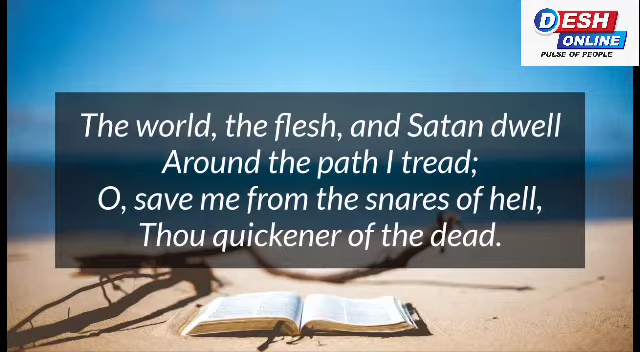 DESH
ONLINE
PULSE OF PEOPLE
The world, the flesh, and Satan dwell
Around the path I tread;
O, save me from the snares of hell,
Thou quickener of the dead.